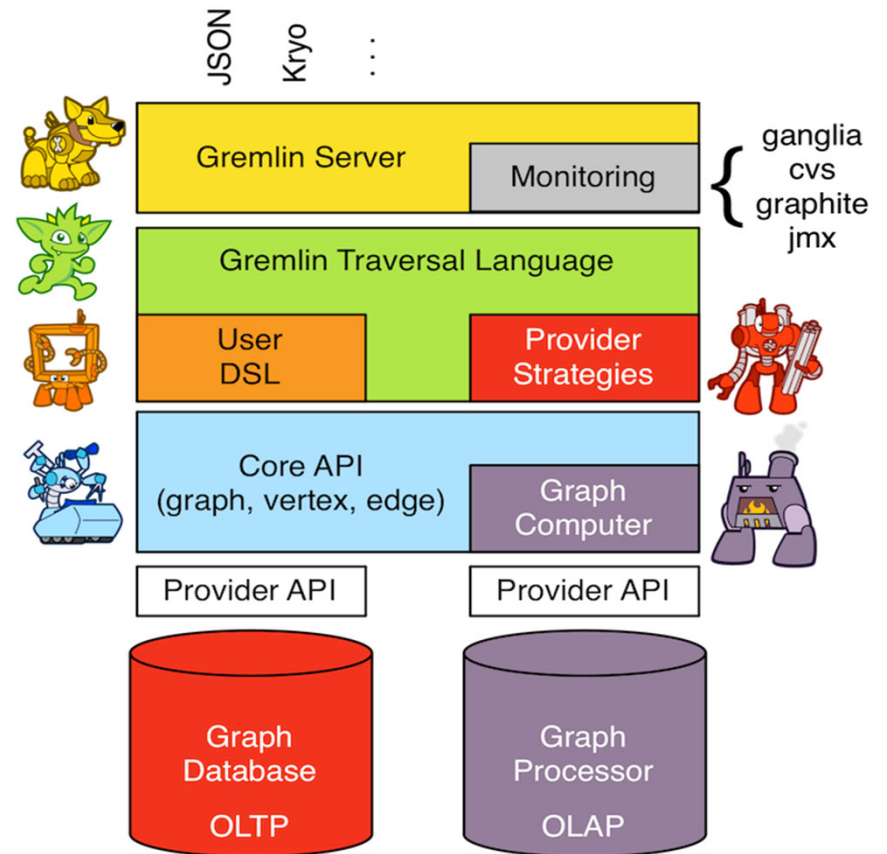 JSON
Kryo
...
Gremlin Server
Monitoring
ganglia
cvs
graphite
jmx
Gremlin Traversal Language
User
DSL
Provider
Strategies
Core API
(graph, vertex, edge)
Graph
Computer
Provider API
Provider API
Graph
Database
OLTP
Graph
Processor
OLAP